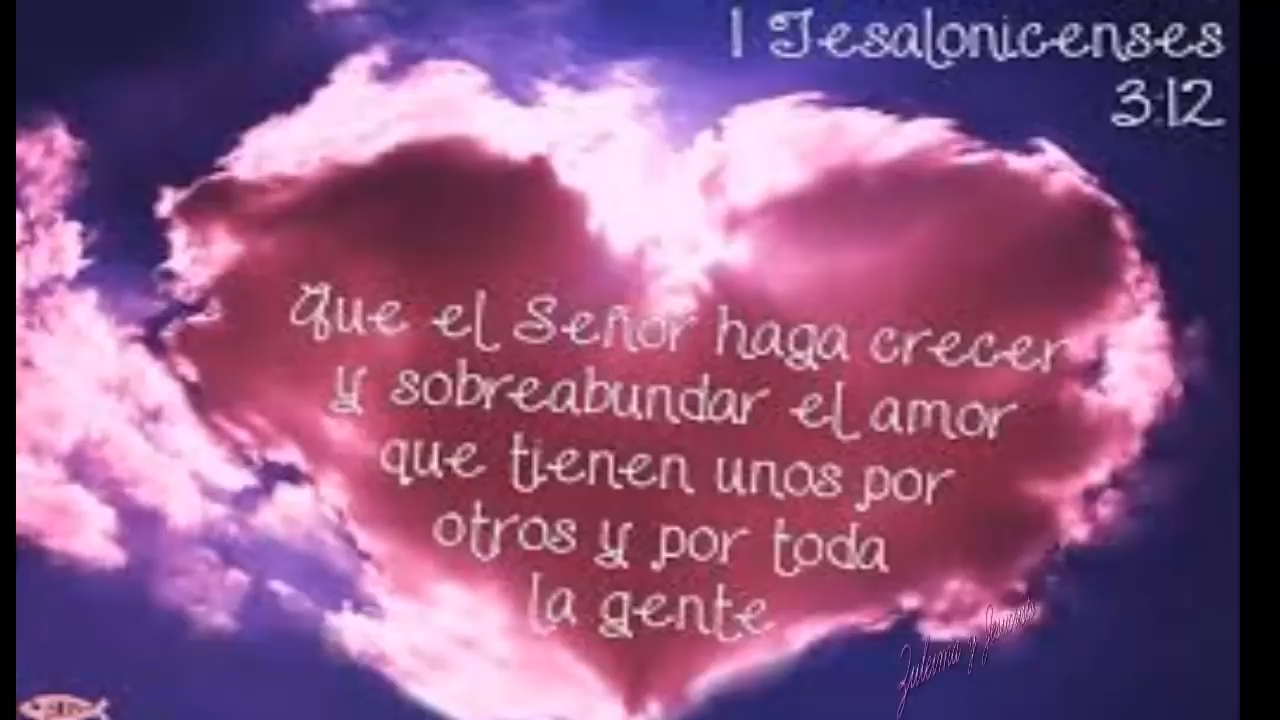 1 Tesalonicenses
3:12
Que el Señor haga crecer
y sobreabundar el amor
que tienen unos por
otros y por toda
la gente
Zulema y